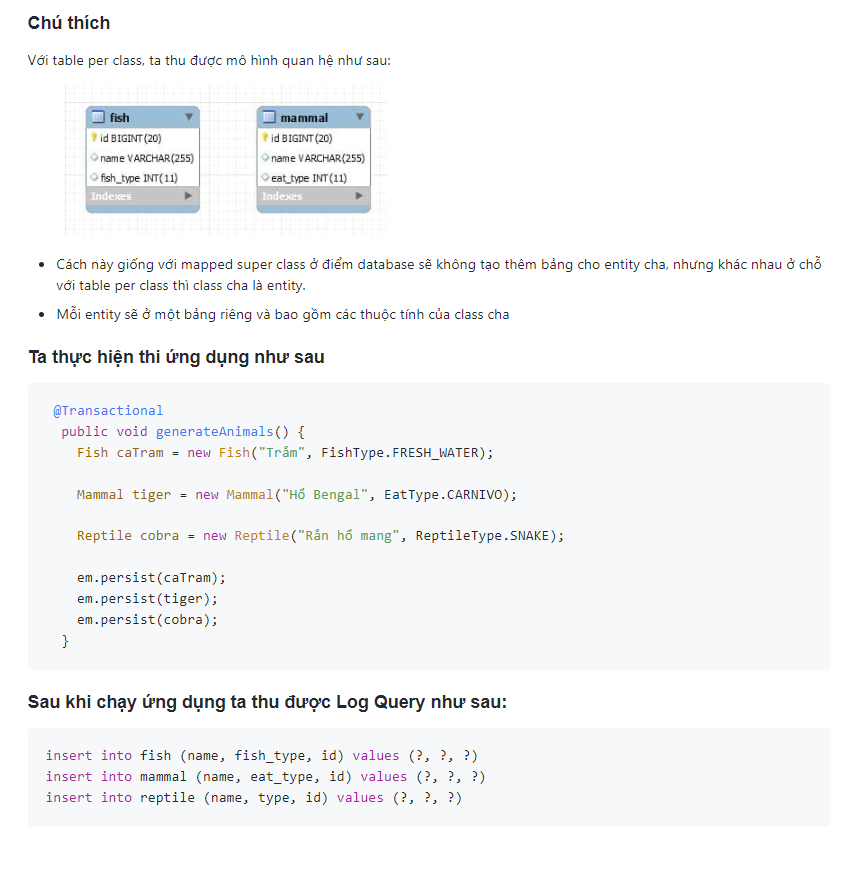 Chú thích
Với table per class, ta thu được mô hình quan hệ như sau:
fish
id BIGINT(20)
name VARCHAR(255)
fish_type INT(11)
Indexes
mammal
id BIGINT(20)
name VARCHAR(255)
eat_type INT(11)
Indexes
Cách này giống với mapped super class ở điểm database sẽ không tạo thêm bảng cho entity cha, nhưng khác nhau ở chỗ
với table per class thì class cha là entity.
Mỗi entity sẽ ở một bảng riêng và bao gồm các thuộc tính của class cha
Ta thực hiện thi ứng dụng như sau
@Transactional
public void generateAnimals() {
Fish caTram = new Fish("Trắm", FishType.FRESH_WATER);
Mammal tiger = new Mammal("Hổ Bengal", EatType.CARNIVO);
Reptile cobra = new Reptile("Rắn hổ mang", ReptileType.SNAKE);
em.persist(caTram);
em.persist(tiger);
em.persist(cobra);
}
Sau khi chạy ứng dụng ta thu được Log Query như sau:
insert into fish (name, fish_type, id) values (?, ?, ?)
insert into mammal (name, eat_type, id) values (?, ?, ?)
insert into reptile (name, type, id) values (?, ?, ?)